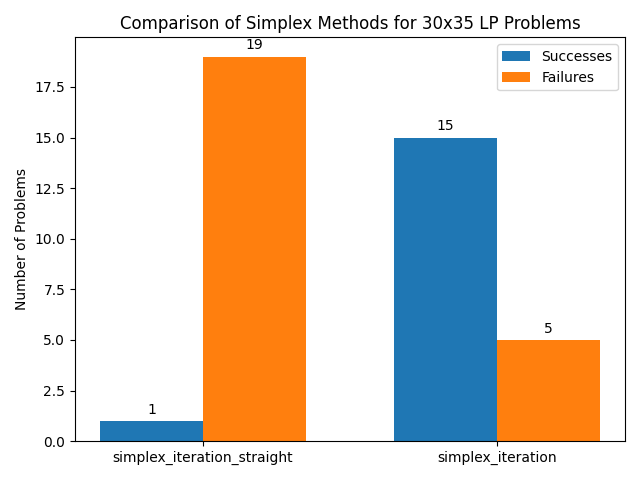 Comparison of Simplex Methods for 30x35 LP Problems
Successes
Failures
Number of Problems
17.5
15.0
12.5
10.0
7.5
5.0
2.5
0.0
1
19
15
5
simplex_iteration_straight
simplex_iteration